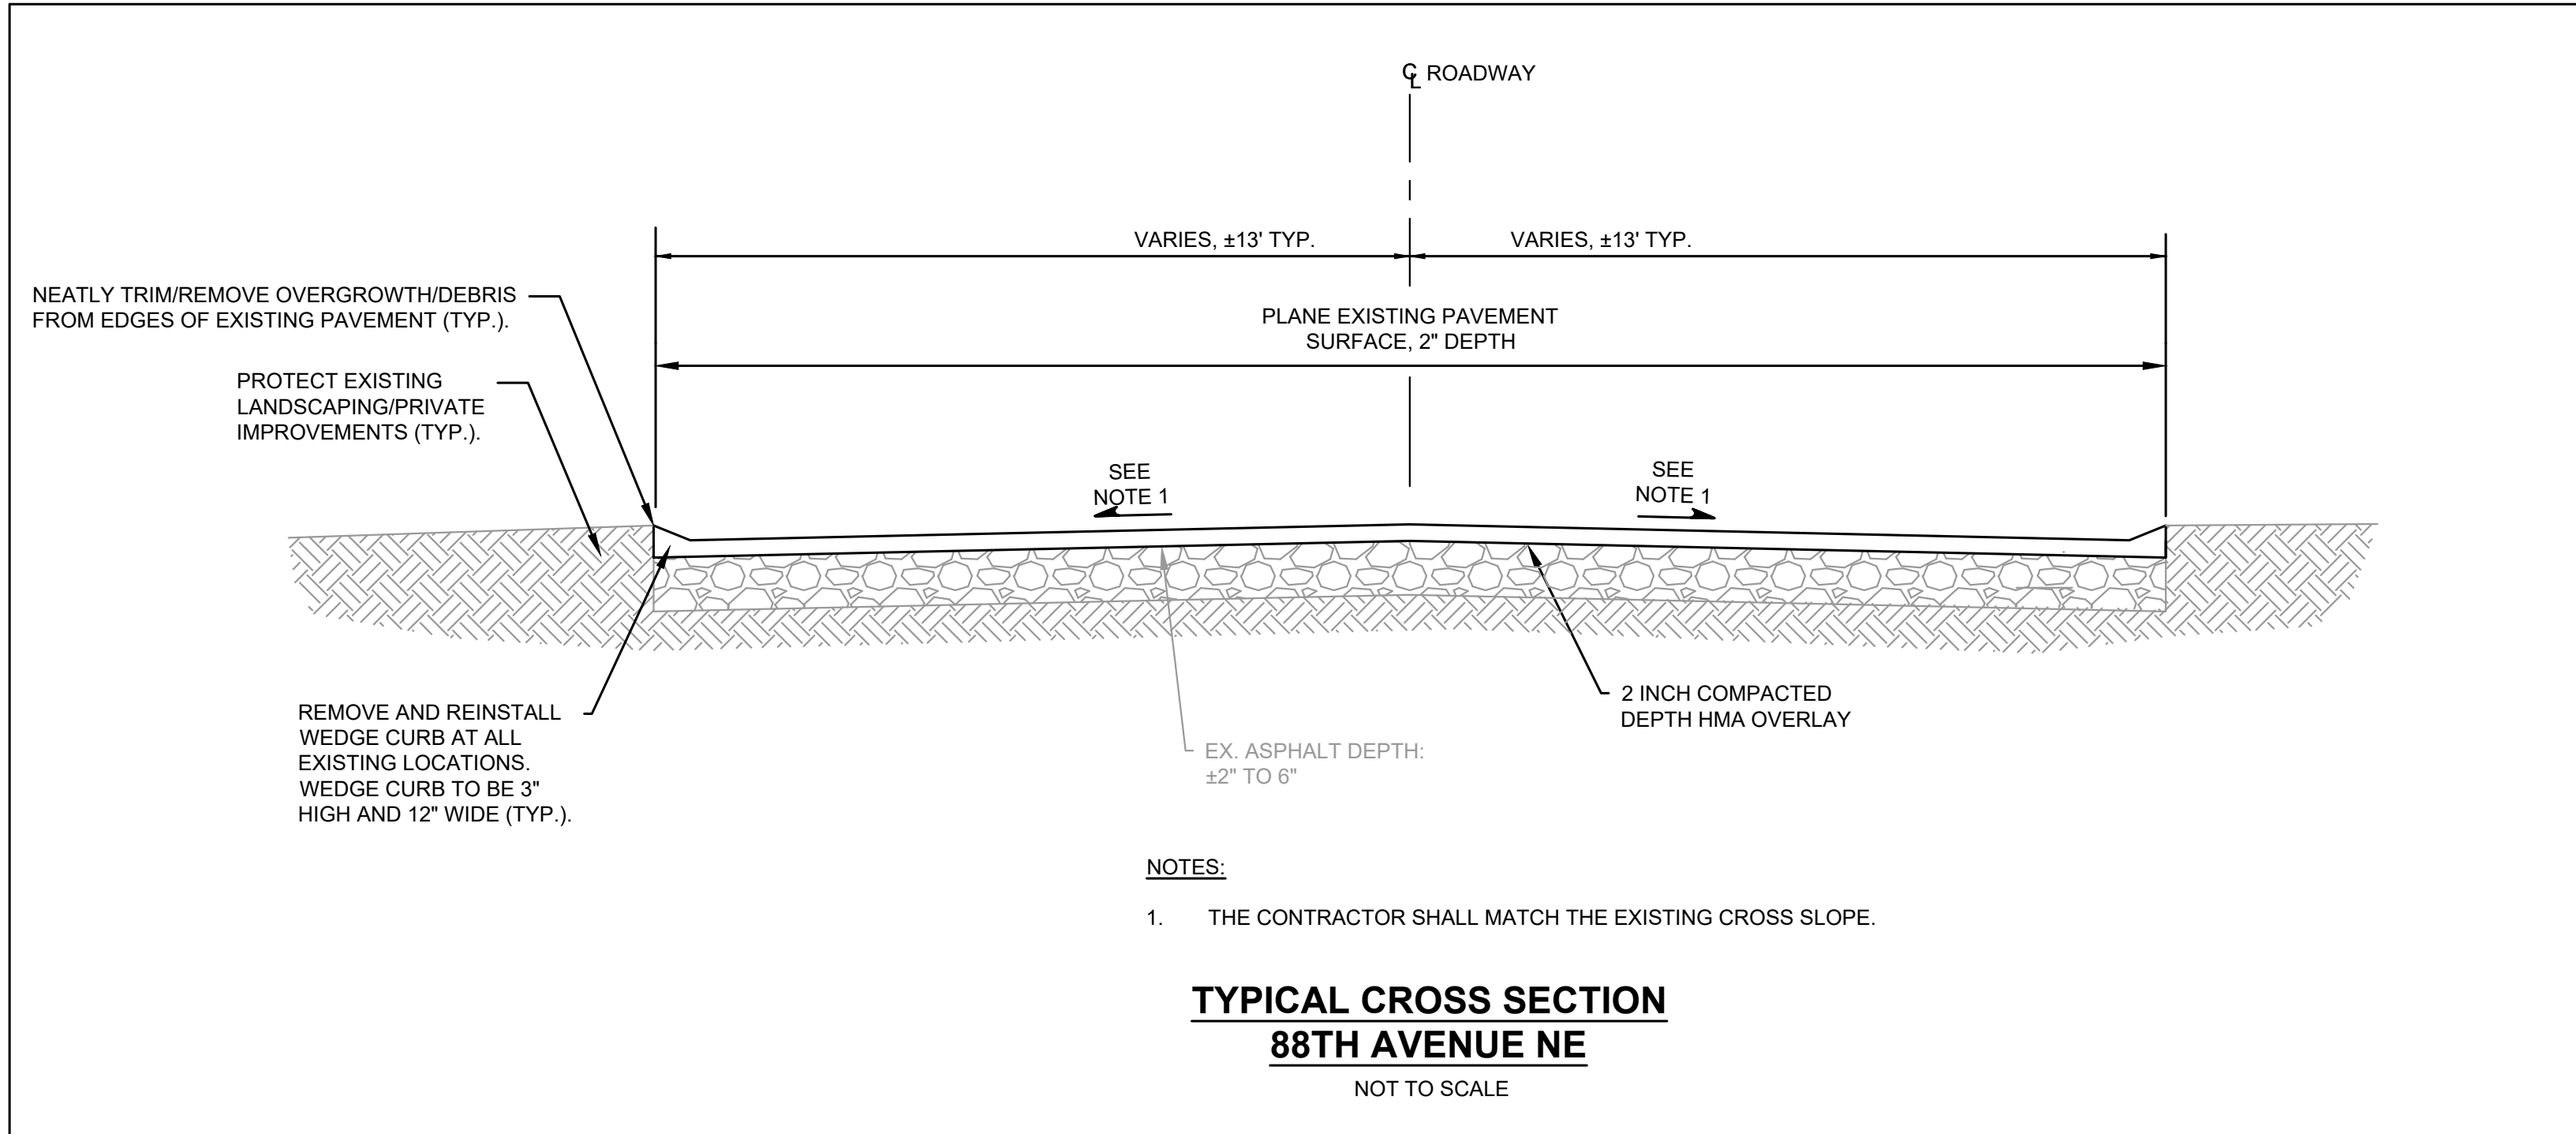 ℄ ROADWAY
VARIES, ±13' TYP.
VARIES, ±13' TYP.
NEATLY TRIM/REMOVE OVERGROWTH/DEBRIS
FROM EDGES OF EXISTING PAVEMENT (TYP.).
PLANE EXISTING PAVEMENT
SURFACE, 2" DEPTH
PROTECT EXISTING
LANDSCAPING/PRIVATE
IMPROVEMENTS (TYP.).
SEE
NOTE 1
SEE
NOTE 1
REMOVE AND REINSTALL
WEDGE CURB AT ALL
EXISTING LOCATIONS.
WEDGE CURB TO BE 3"
HIGH AND 12" WIDE (TYP.).
2 INCH COMPACTED
DEPTH HMA OVERLAY
EX. ASPHALT DEPTH:
±2" TO 6"
NOTES:
1. THE CONTRACTOR SHALL MATCH THE EXISTING CROSS SLOPE.
TYPICAL CROSS SECTION
88TH AVENUE NE
NOT TO SCALE